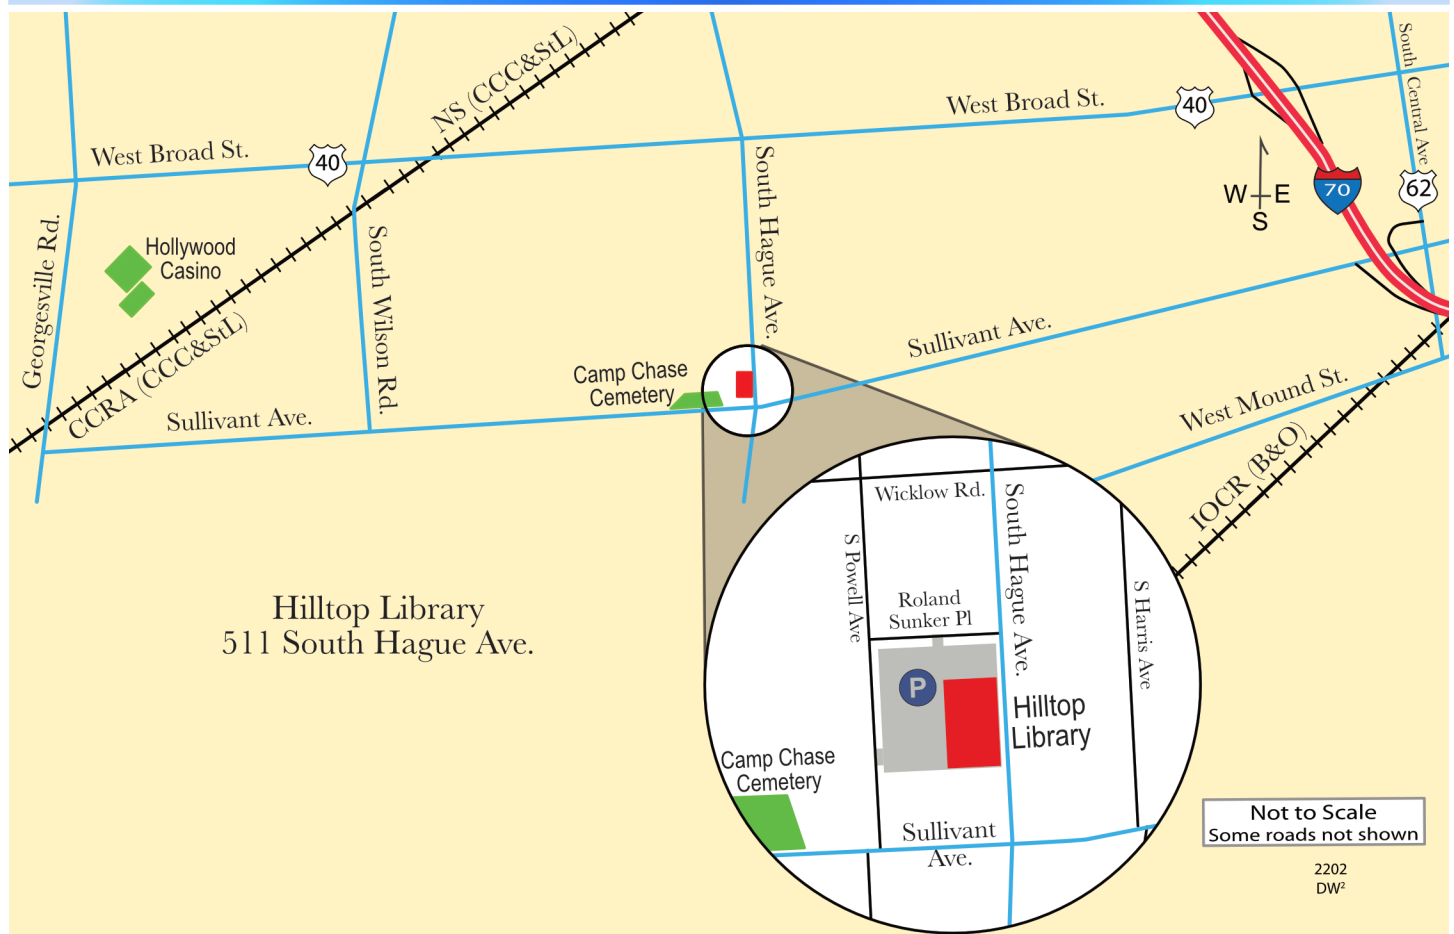 NS (CCC&StL)
South Central Ave
West Broad St.
40
West Broad St.
40
South Hague Ave.
W E
S
70
62
Georgesville Rd.
Hollywood
Casino
South Wilson Rd.
CCRA (CCC&StL)
Sullivant Ave.
Camp Chase
Cemetery
Sullivant Ave.
West Mound St.
IOCR (B&O)
Wicklow Rd.
South Hague Ave.
S Powell Ave
S Harris Ave
Roland
Sunker Pl
P
Hilltop
Library
Camp Chase
Cemetery
Sullivant
Ave.
Hilltop Library
511 South Hague Ave.
Not to Scale
Some roads not shown
2202
DW²